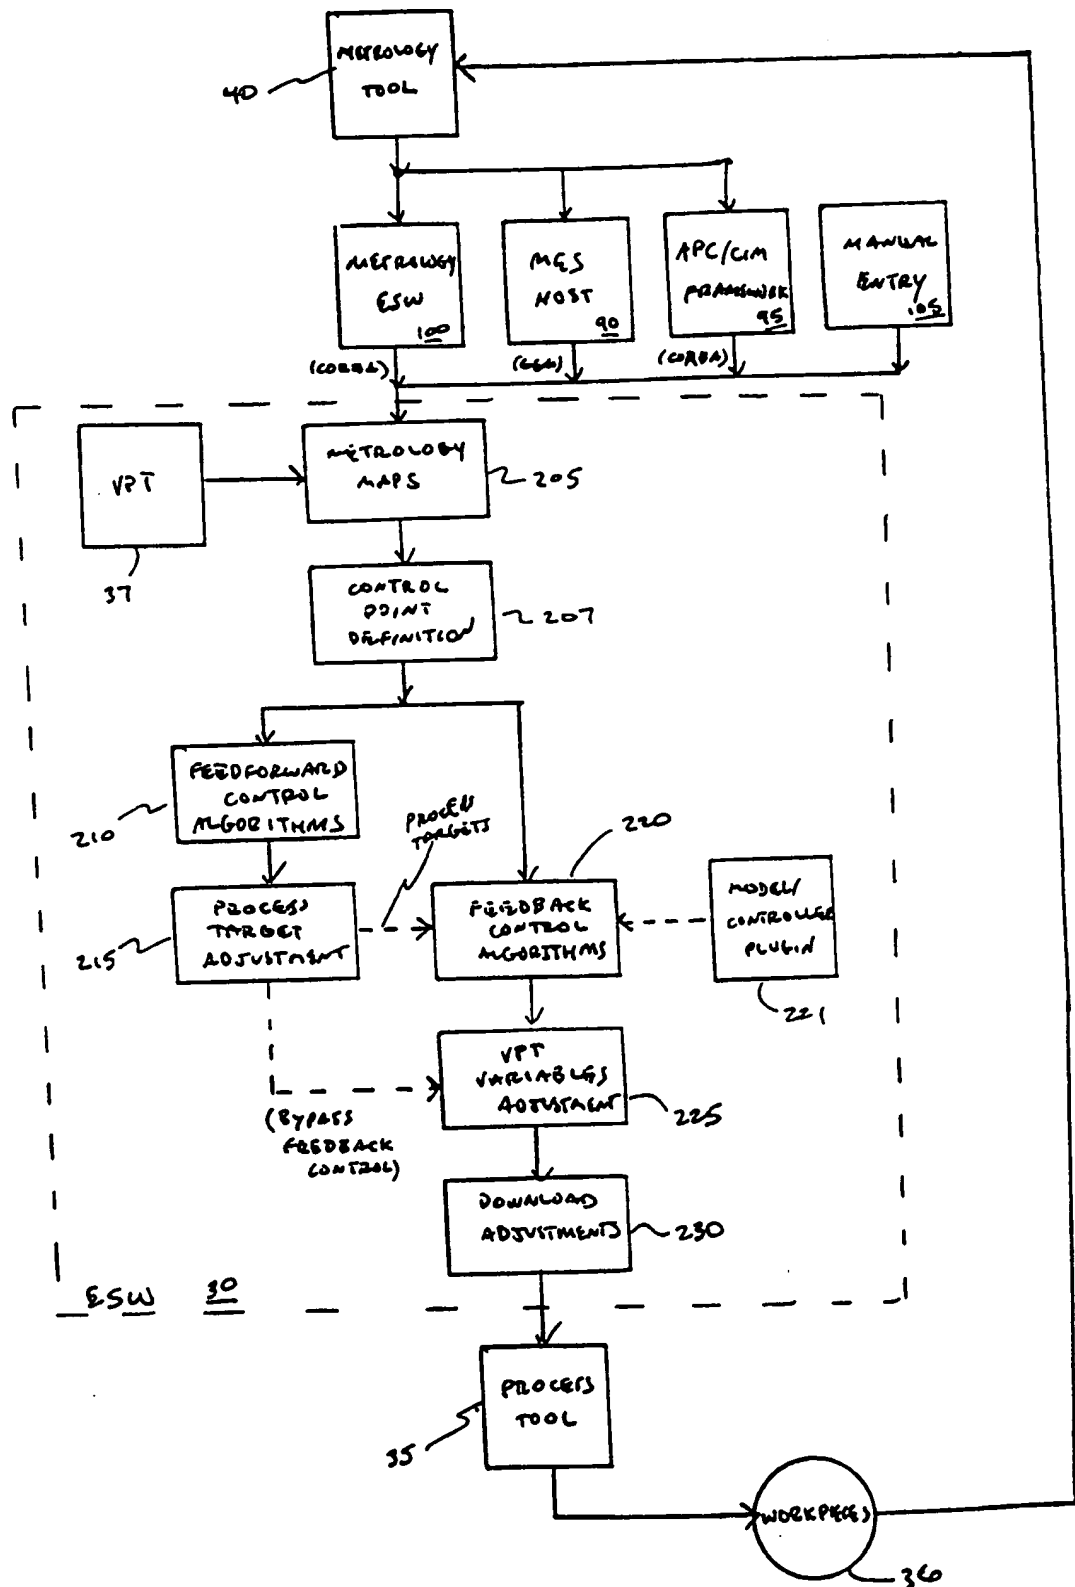 METROLOGY
TOOL
40
METROLOGY
ESW
100
MES
HOST
90
APC/CIM
FRAMEWORK
95
MANUAL
ENTRY
105
(CORBA)
(GEM)
(CORBA)
VPT
37
METROLOGY
MAPS
205
CONTROL
POINT
DEFINITION
207
FEEDFORWARD
CONTROL
ALGORITHMS
210
PROCESS
TARGETS
220
PROCESS
TARGET
ADJUSTMENT
215
FEEDBACK
CONTROL
ALGORITHMS
MODEL/
CONTROLLER
PLUGIN
221
VPT
VARIABLES
ADJUSTMENT
225
(BYPASS
FEEDBACK
CONTROL)
DOWNLOAD
ADJUSTMENTS
230
ESW 30
PROCESS
TOOL
35
WORKPIECES
36